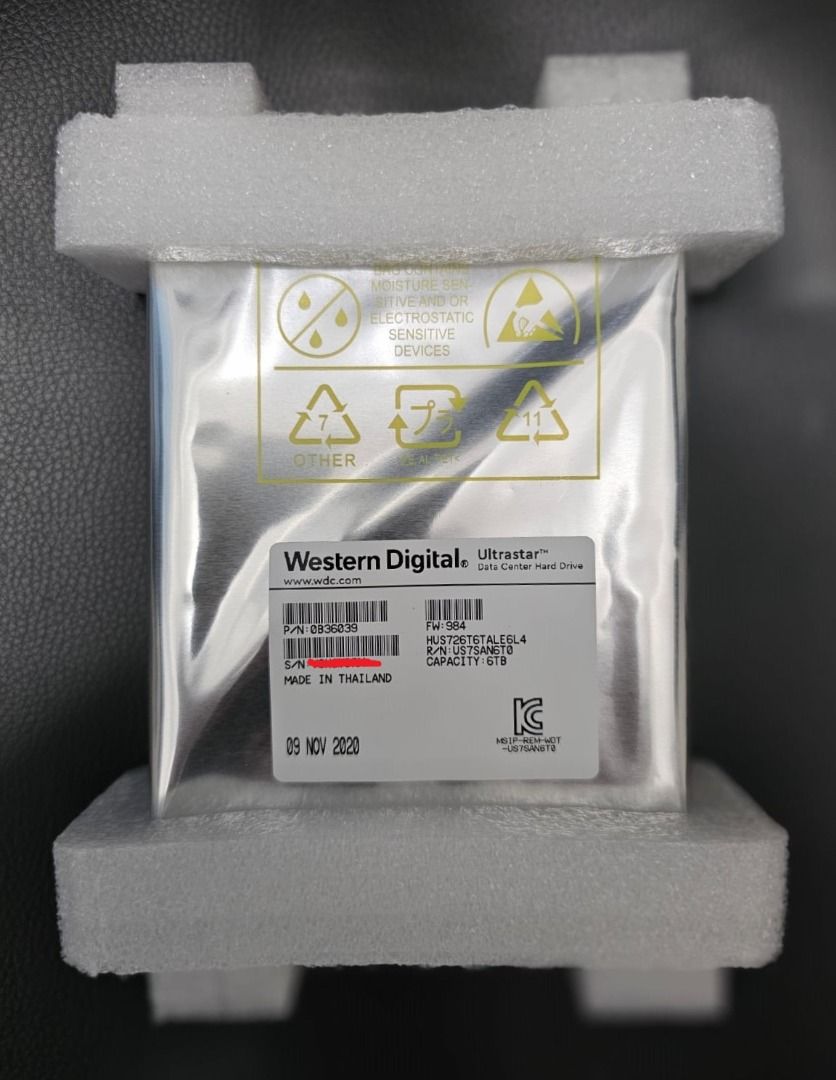 MOISTURE SEN-
SITIVE AND OR
ELECTROSTATIC
SENSITIVE
DEVICES
7
プラ
11
OTHER
Western Digital®
Ultrastar™
Data Center Hard Drive
www.wdc.com
P/N:0B36039
FW:984
HUS726T6TALE6L4
R/N:US7SAN6T0
CAPACITY:6TB
S/N
MADE IN THAILAND
09 NOV 2020
MSIP-REM-WDT
-US7SAN6T0